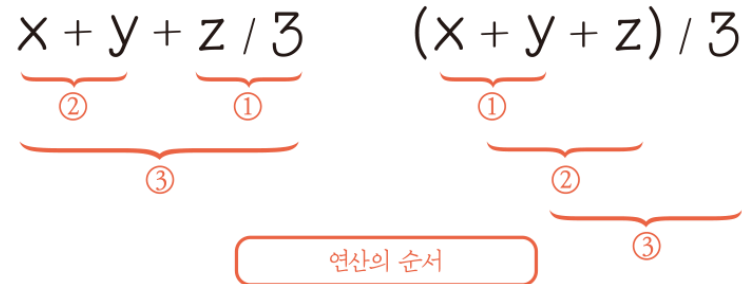 x + y + z / 3 (x + y + z) / 3
② ① ①
③ ②
③
연산의 순서